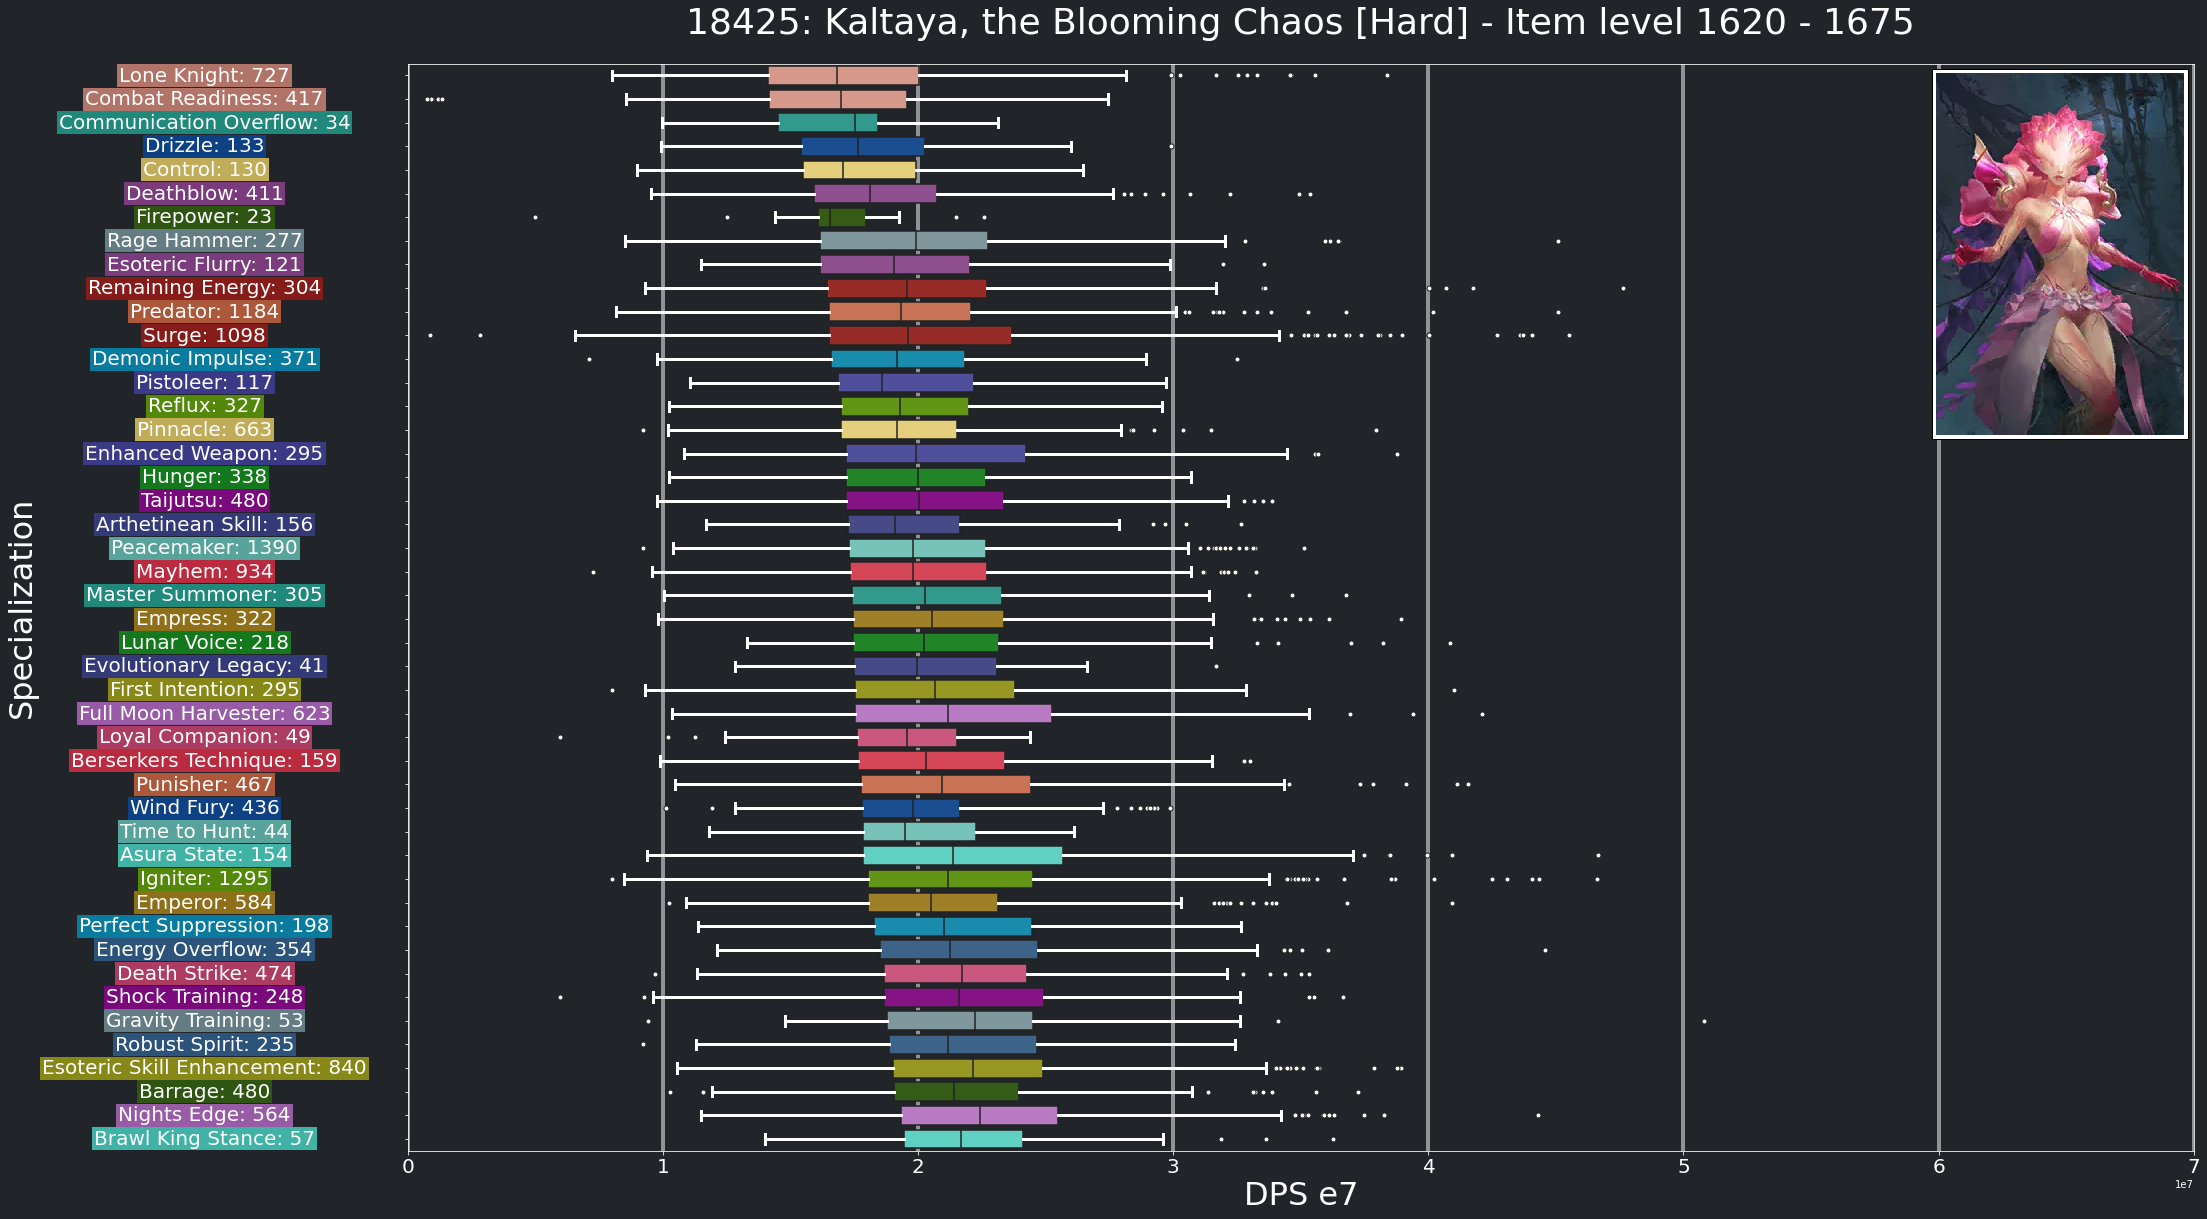 18425: Kaltaya, the Blooming Chaos [Hard] - Item level 1620 - 1675
Specialization
Lone Knight: 727
Combat Readiness: 417
Communication Overflow: 34
Drizzle: 133
Control: 130
Deathblow: 411
Firepower: 23
Rage Hammer: 277
Esoteric Flurry: 121
Remaining Energy: 304
Predator: 1184
Surge: 1098
Demonic Impulse: 371
Pistoleer: 117
Reflux: 327
Pinnacle: 663
Enhanced Weapon: 295
Hunger: 338
Taijutsu: 480
Arthetinean Skill: 156
Peacemaker: 1390
Mayhem: 934
Master Summoner: 305
Empress: 322
Lunar Voice: 218
Evolutionary Legacy: 41
First Intention: 295
Full Moon Harvester: 623
Loyal Companion: 49
Berserkers Technique: 159
Punisher: 467
Wind Fury: 436
Time to Hunt: 44
Asura State: 154
Igniter: 1295
Emperor: 584
Perfect Suppression: 198
Energy Overflow: 354
Death Strike: 474
Shock Training: 248
Gravity Training: 53
Robust Spirit: 235
Esoteric Skill Enhancement: 840
Barrage: 480
Nights Edge: 564
Brawl King Stance: 57
0 1 2 3 4 5 6 7
1e7
DPS e7